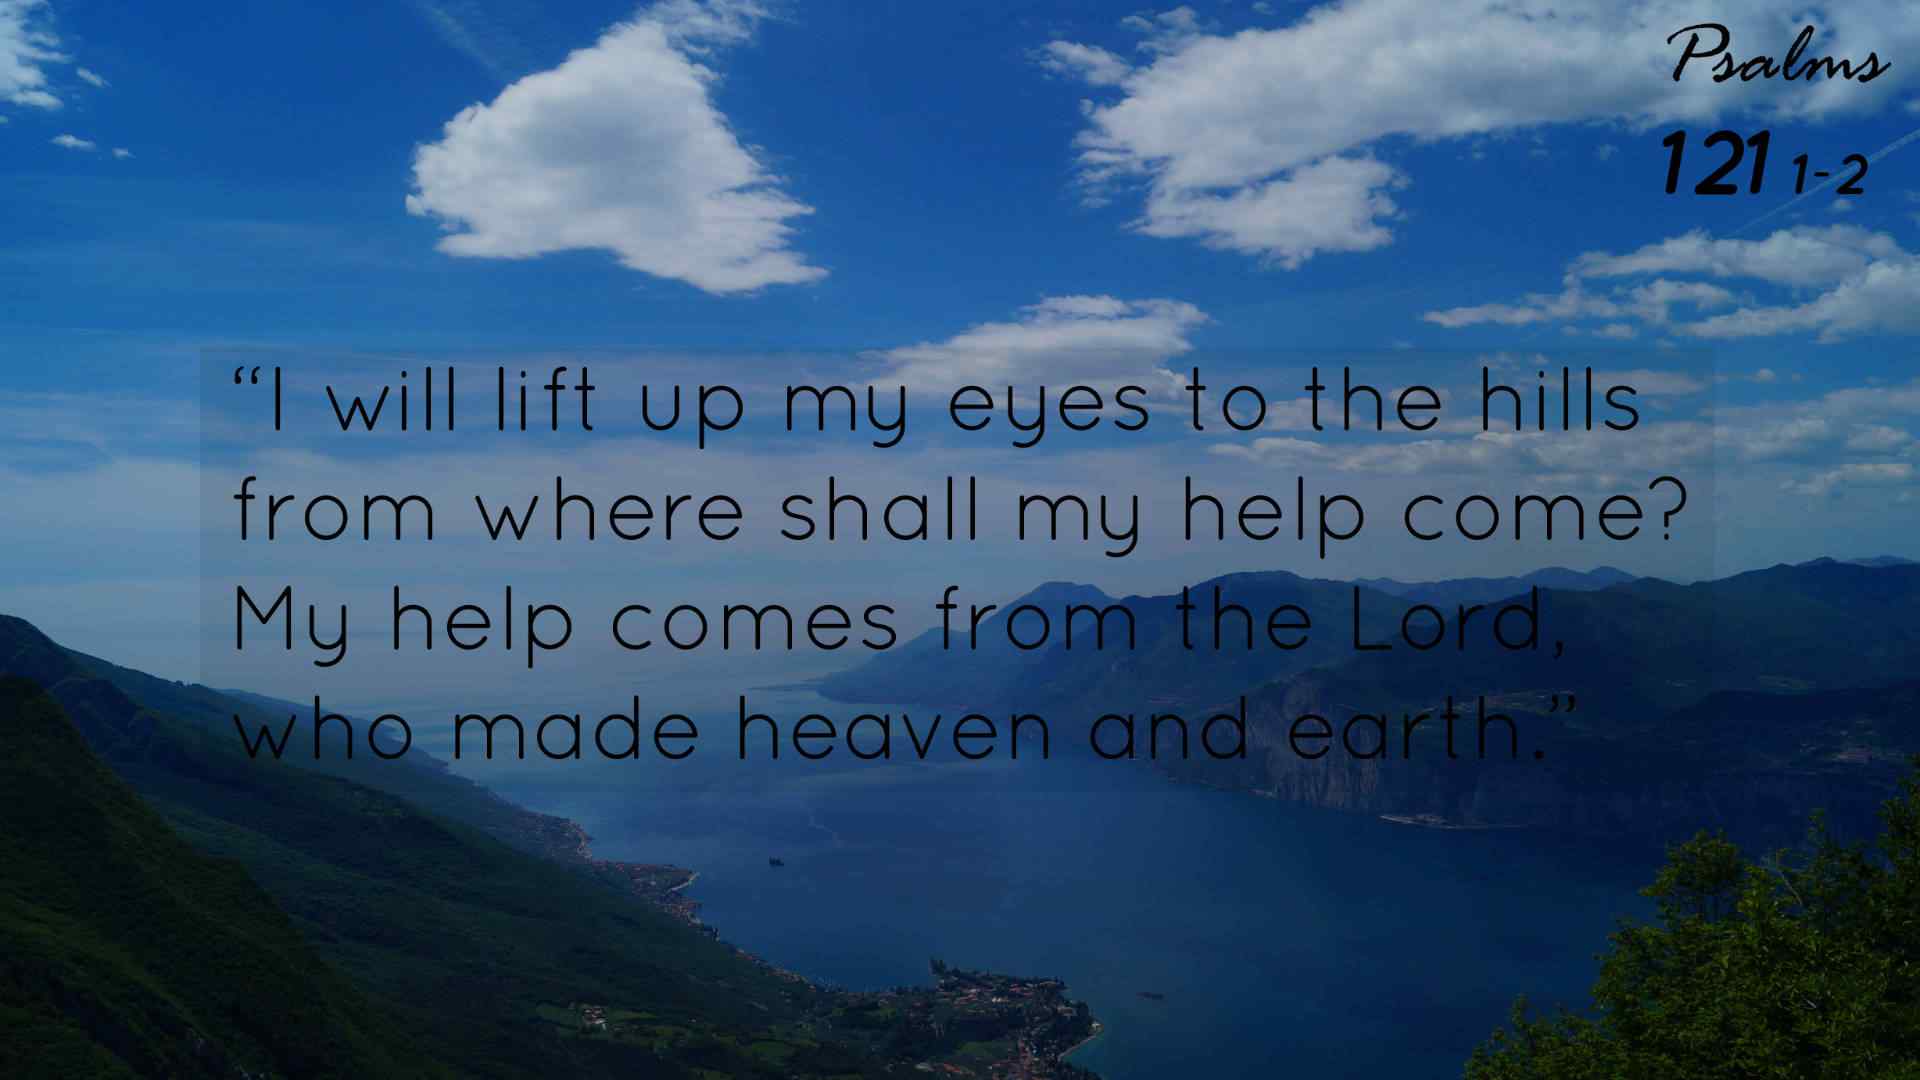 Psalms
121 1-2
“I will lift up my eyes to the hills
from where shall my help come?
My help comes from the Lord,
who made heaven and earth.”